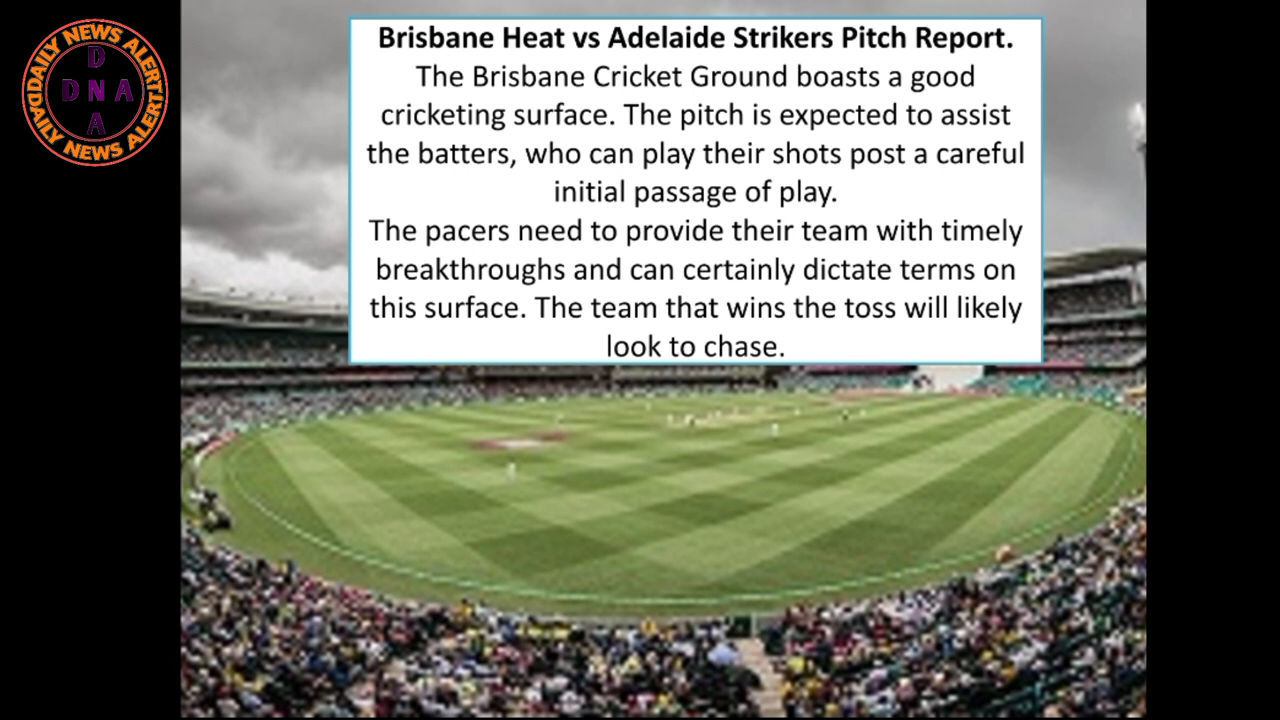 DAILY NEWS ALERT
DAILY NEWS ALERT
D
DNA
A
Brisbane Heat vs Adelaide Strikers Pitch Report.
The Brisbane Cricket Ground boasts a good
cricketing surface. The pitch is expected to assist
the batters, who can play their shots post a careful
initial passage of play.
The pacers need to provide their team with timely
breakthroughs and can certainly dictate terms on
this surface. The team that wins the toss will likely
look to chase.